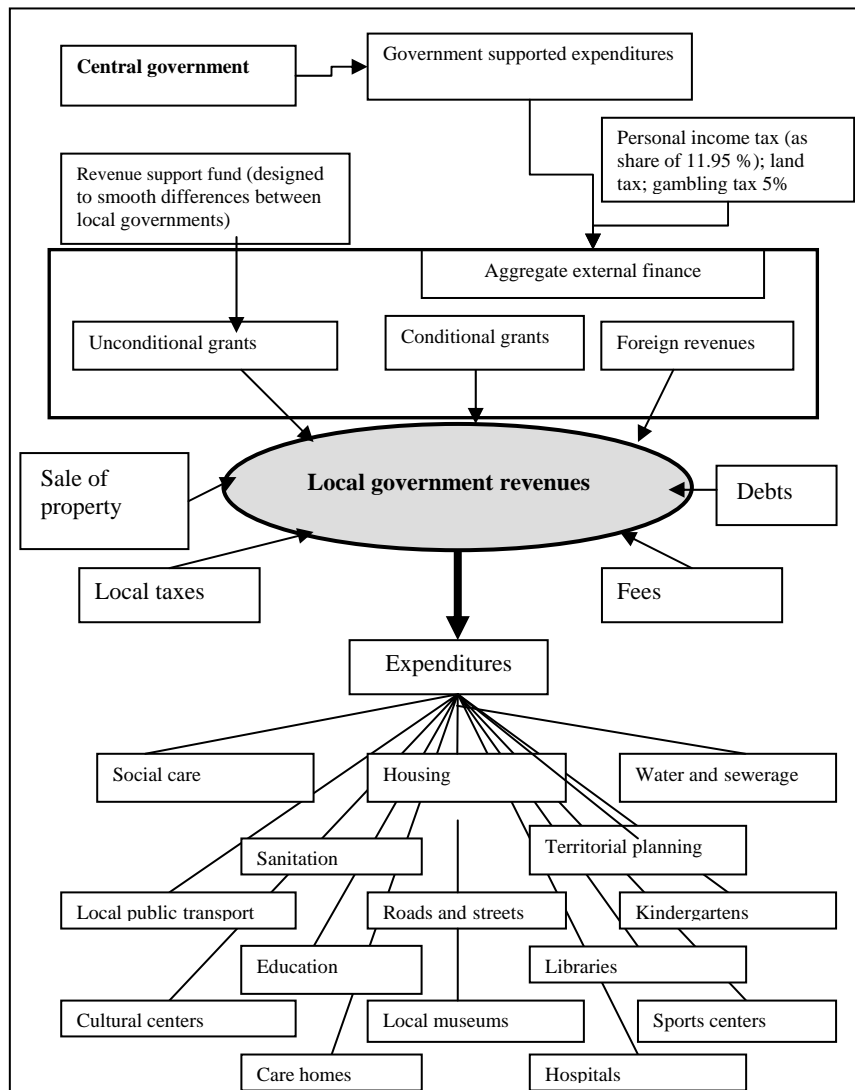 Central government
Government supported expenditures
Personal income tax (as
share of 11.95 %); land
tax; gambling tax 5%
Revenue support fund (designed
to smooth differences between
local governments)
Aggregate external finance
Unconditional grants
Conditional grants
Foreign revenues
Sale of
property
Local government revenues
Debts
Local taxes
Fees
Expenditures
Social care
Housing
Water and sewerage
Sanitation
Territorial planning
Local public transport
Roads and streets
Kindergartens
Education
Libraries
Cultural centers
Local museums
Sports centers
Care homes
Hospitals